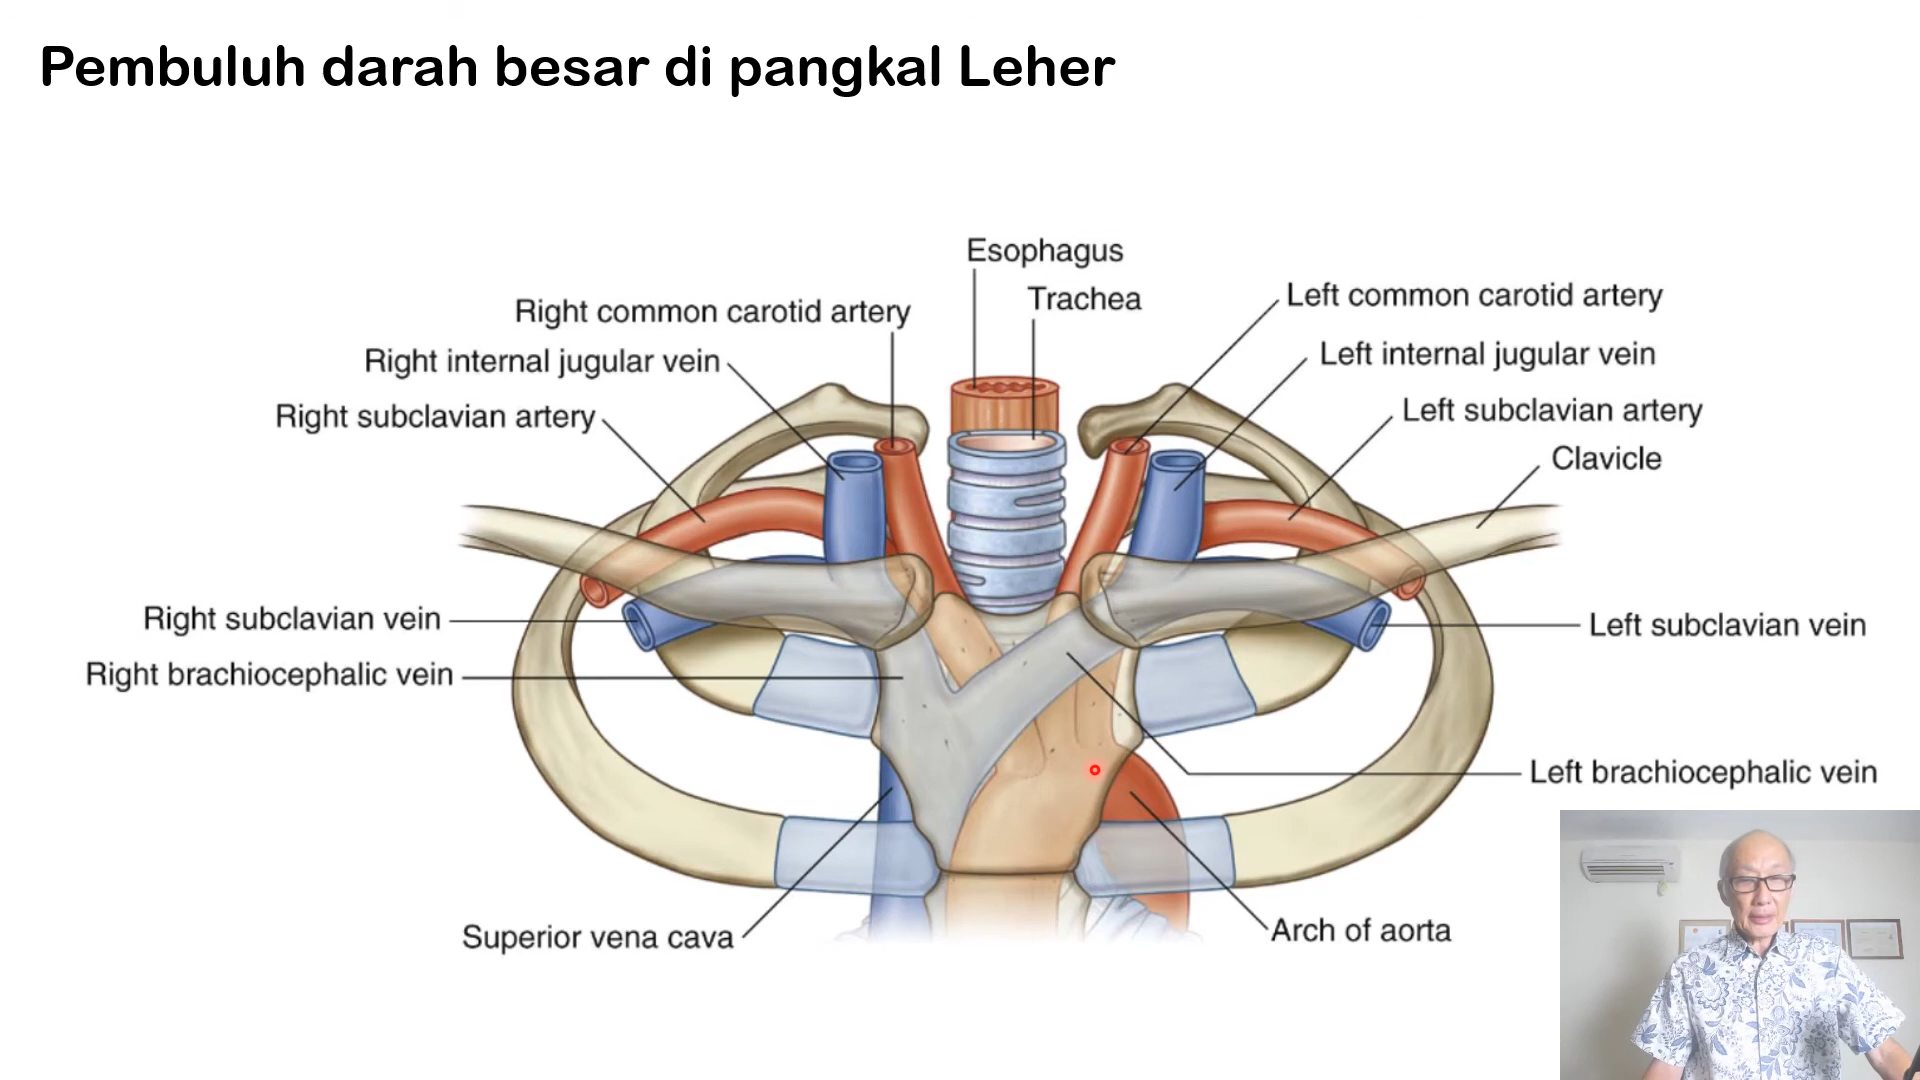 Pembuluh darah besar di pangkal Leher
Esophagus
Trachea
Right common carotid artery
Right internal jugular vein
Right subclavian artery
Right subclavian vein
Right brachiocephalic vein
Superior vena cava
Left common carotid artery
Left internal jugular vein
Left subclavian artery
Clavicle
Left subclavian vein
Left brachiocephalic vein
Arch of aorta